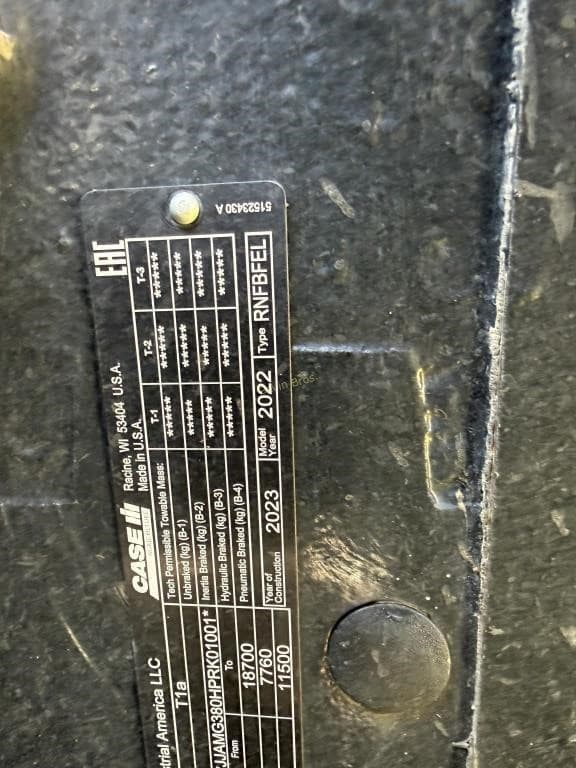 EAC
51523430 A
CASE IH
Racine, WI 53404 U.S.A.
Made in U.S.A.
America LLC
T1a
Tech Permissible Towable Mass: T-1 T-2 T-3
Unbraked (kg) (B-1) ***** ***** *****
Inertia Braked (kg) (B-2) ***** ***** *****
Hydraulic Braked (kg) (B-3) ***** ***** *****
Pneumatic Braked (kg) (B-4) ***** ***** *****
JJAMG380HPRK01001*
From To
18700
7760
11500
Year of Construction 2023 Model Year 2022 Type RNFBFEL
Bros.